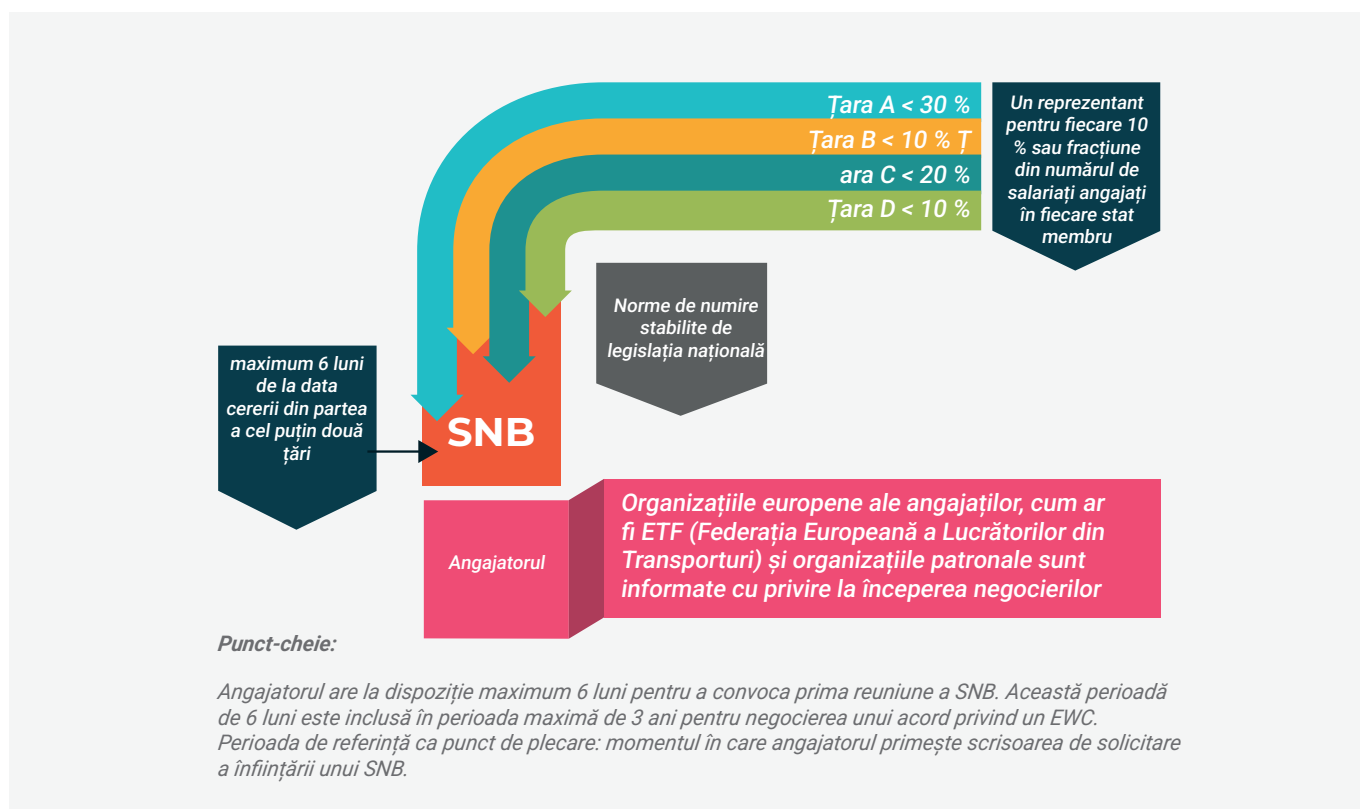 Țara A < 30 %
Țara B < 10 % Ț
ara C < 20 %
Țara D < 10 %
Un reprezentant
pentru fiecare 10
% sau fracțiune
din numărul de
salariați angajați
în fiecare stat
membru
Norme de numire
stabilite de
legislația națională
maximum 6 luni
de la data
cererii din partea
a cel puțin două
țări
SNB
Angajatorul
Organizațiile europene ale angajaților, cum ar
fi ETF (Federația Europeană a Lucrătorilor din
Transporturi) și organizațiile patronale sunt
informate cu privire la începerea negocierilor
Punct-cheie:
Angajatorul are la dispoziție maximum 6 luni pentru a convoca prima reuniune a SNB. Această perioadă
de 6 luni este inclusă în perioada maximă de 3 ani pentru negocierea unui acord privind un EWC.
Perioada de referință ca punct de plecare: momentul în care angajatorul primește scrisoarea de solicitare
a înființării unui SNB.